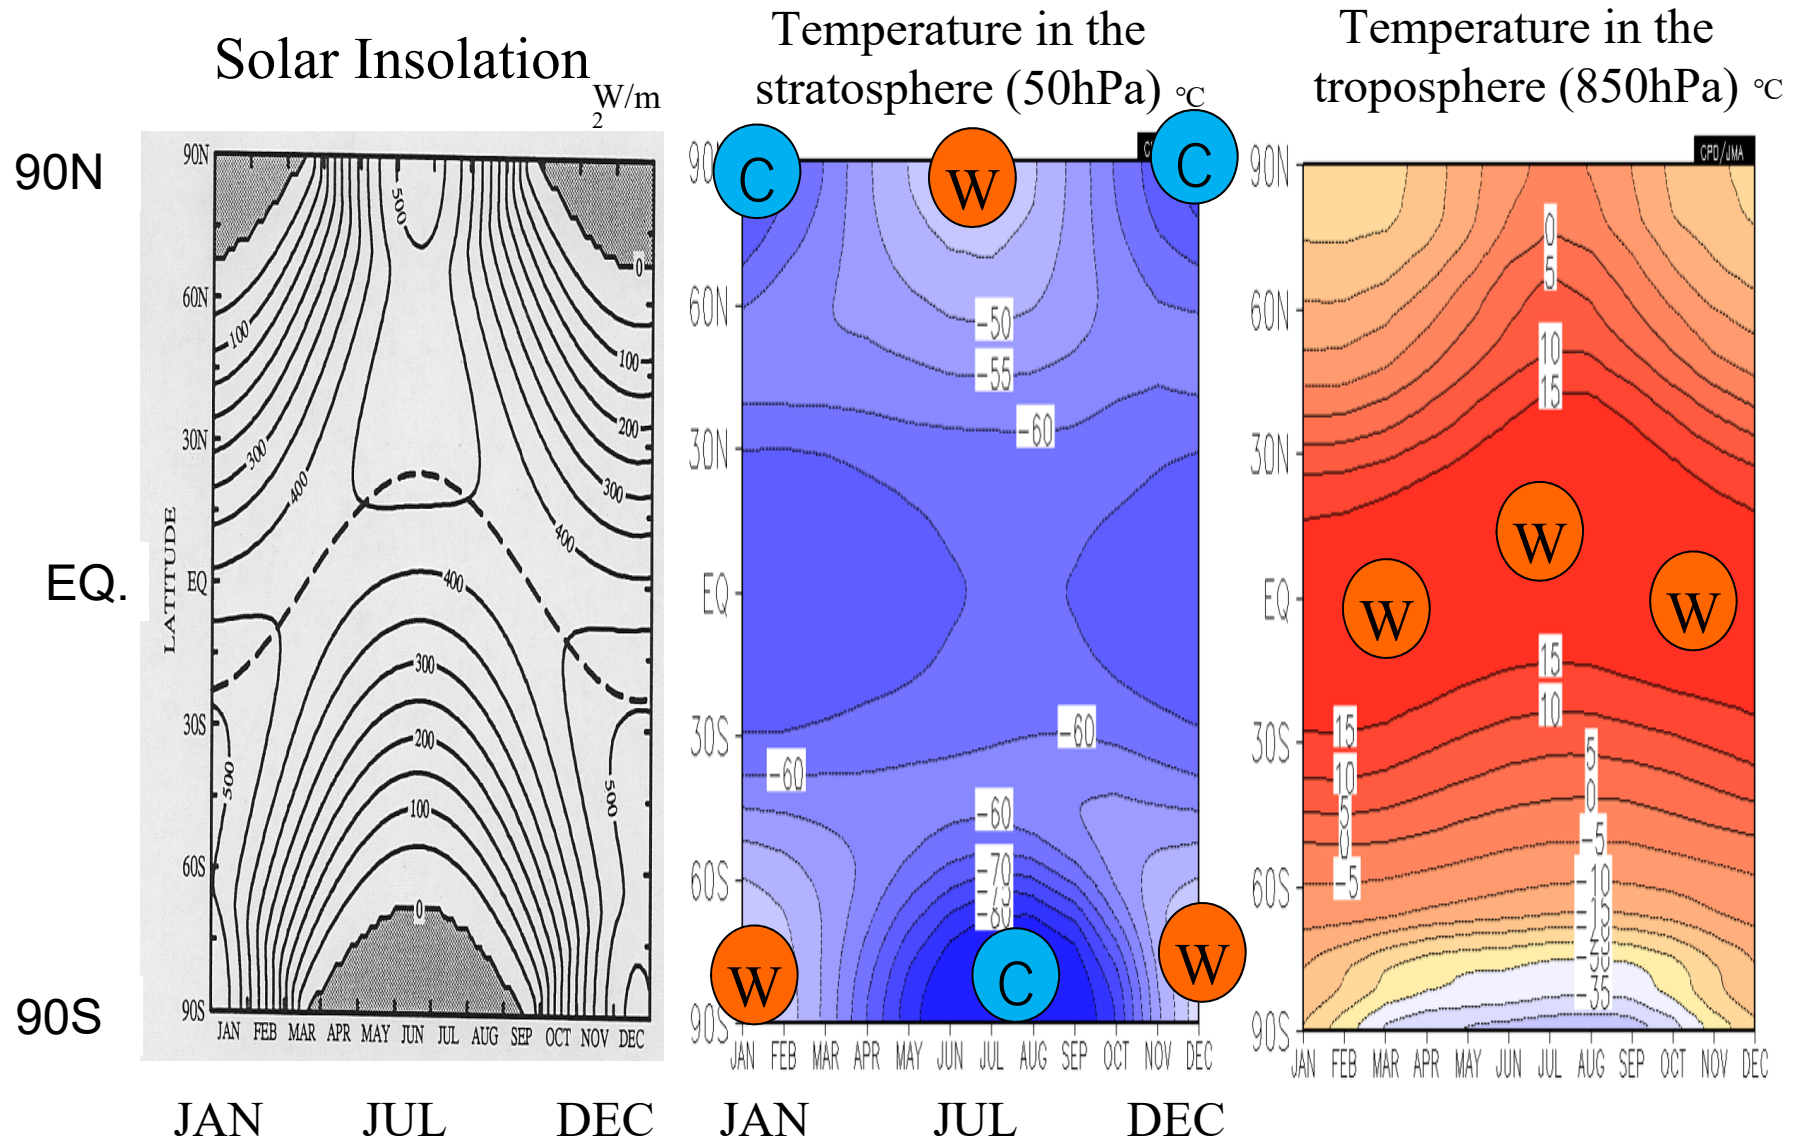 Solar Insolation
W/m
2
Temperature in the
stratosphere (50hPa) ℃
Temperature in the
troposphere (850hPa) ℃
90N
EQ.
90S
90N
60N
30N
EQ
30S
60S
90S
LATITUDE
500
0
100
100
200
300
300
400
400
400
300
200
100
0
500
500
JAN FEB MAR APR MAY JUN JUL AUG SEP OCT NOV DEC
JAN JUL DEC
C W C
60N
30N
EQ
30S
60S
90S
-50
-55
-60
-60
-60
-60
-70
-80
W C W
JAN FEB MAR APR MAY JUN JUL AUG SEP OCT NOV DEC
JAN JUL DEC
CPD/JMA
90N
60N
30N
EQ
30S
60S
90S
0
5
10
15
W W W
15
10
15
10
5
0
-5
5
0
-5
-10
-15
-35
JAN FEB MAR APR MAY JUN JUL AUG SEP OCT NOV DEC